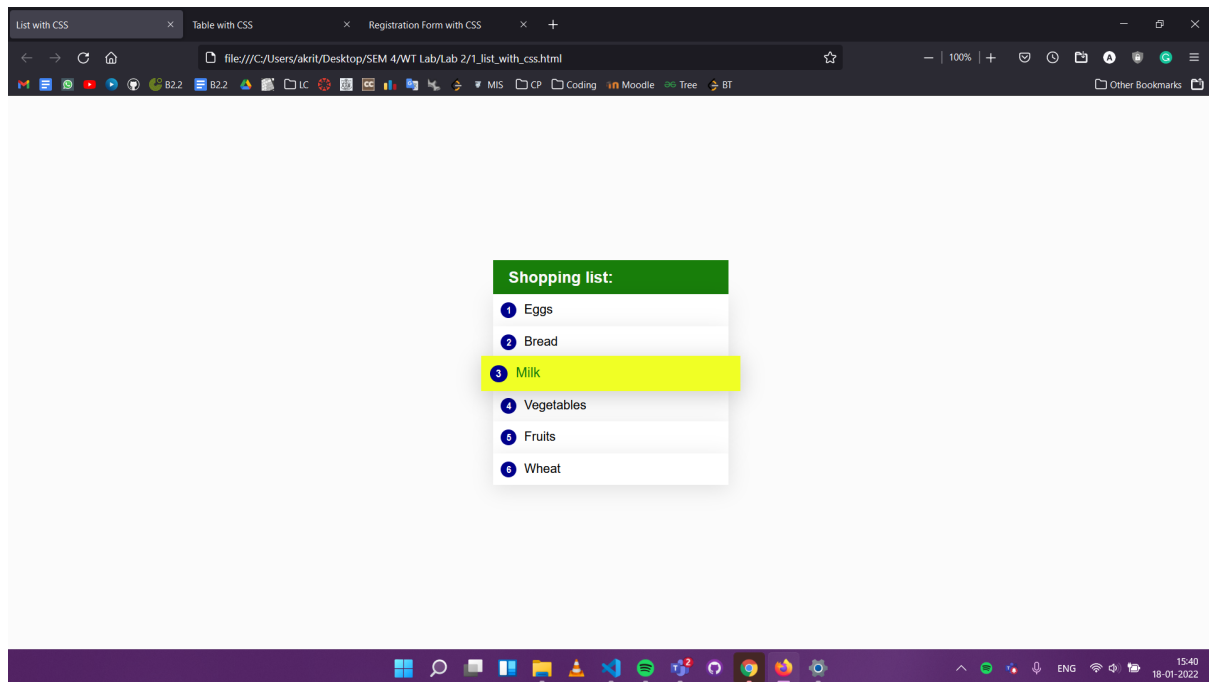 List with CSS
Table with CSS
Registration Form with CSS
file:///C:/Users/akrit/Desktop/SEM 4/WT Lab/Lab 2/1_list_with_css.html
100%
B2.2
B2.2
LC
MIS
CP
Coding
Moodle
Tree
BT
Other Bookmarks
Shopping list:
1 Eggs
2 Bread
3 Milk
4 Vegetables
5 Fruits
6 Wheat
2
ENG
15:40
18-01-2022